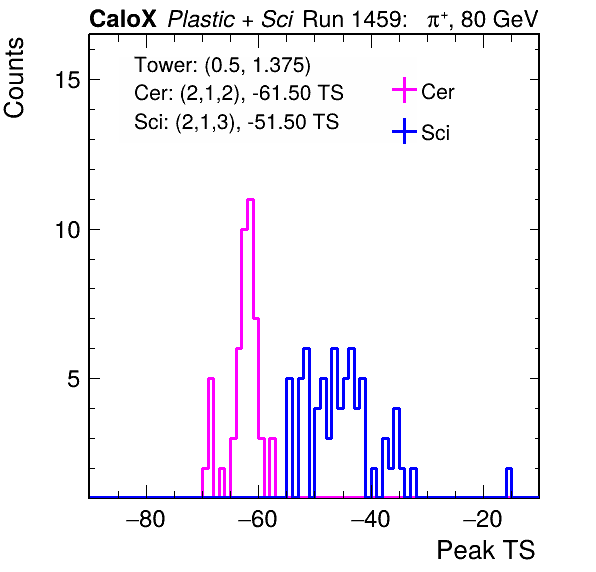 CaloX Plastic + Sci Run 1459: π⁺, 80 GeV
Counts
Tower: (0.5, 1.375)
Cer: (2,1,2), -61.50 TS
Sci: (2,1,3), -51.50 TS
Cer
Sci
15
10
5
−80 −60 −40 −20
Peak TS